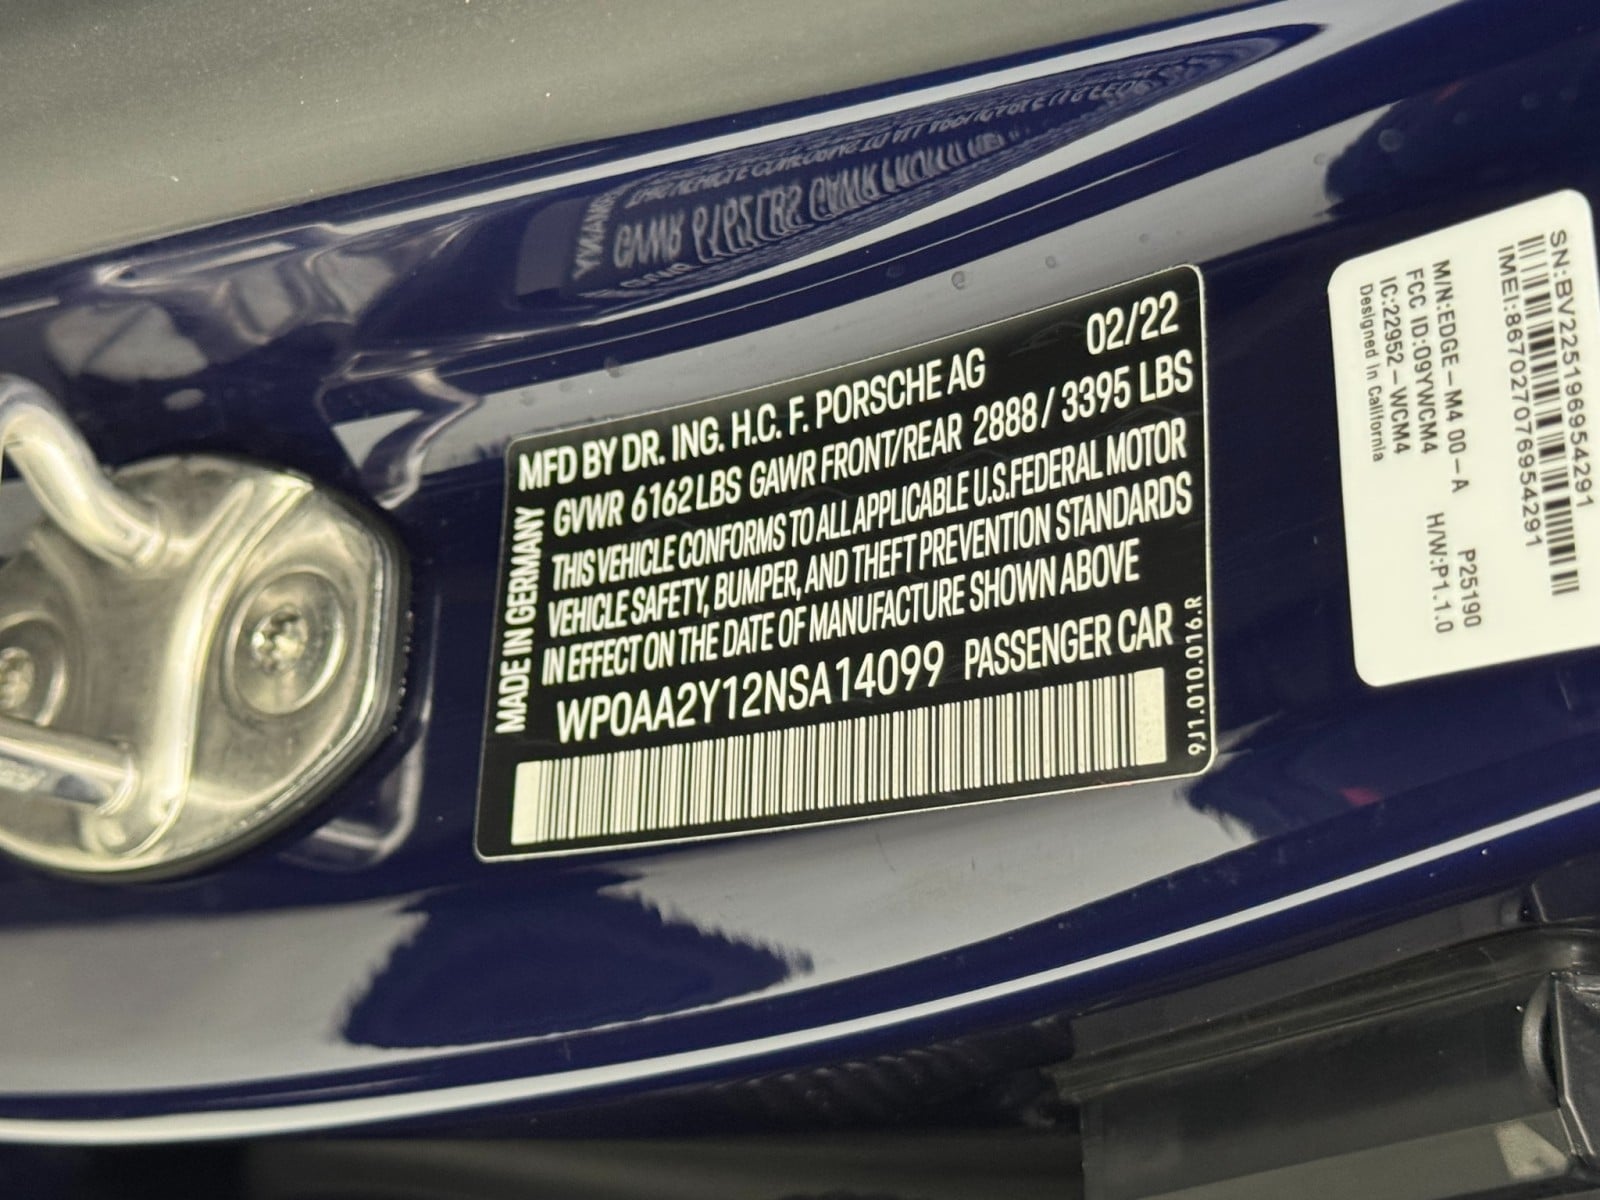 MFD BY DR. ING. H.C. F. PORSCHE AG 02/22
GVWR 6162 LBS GAWR FRONT/REAR 2888 / 3395 LBS
THIS VEHICLE CONFORMS TO ALL APPLICABLE U.S.FEDERAL MOTOR
VEHICLE SAFETY, BUMPER, AND THEFT PREVENTION STANDARDS
IN EFFECT ON THE DATE OF MANUFACTURE SHOWN ABOVE
WP0AA2Y12NSA14099 PASSENGER CAR
MADE IN GERMANY
9J1.010.016.R
SN:BV225196954291
IMEI:867027076954291
M/N:EDGE-M4 00-A P25190
FCC ID:O9YWCM4 H/W:P1.1.0
IC:22952-WCM4
Designed in California